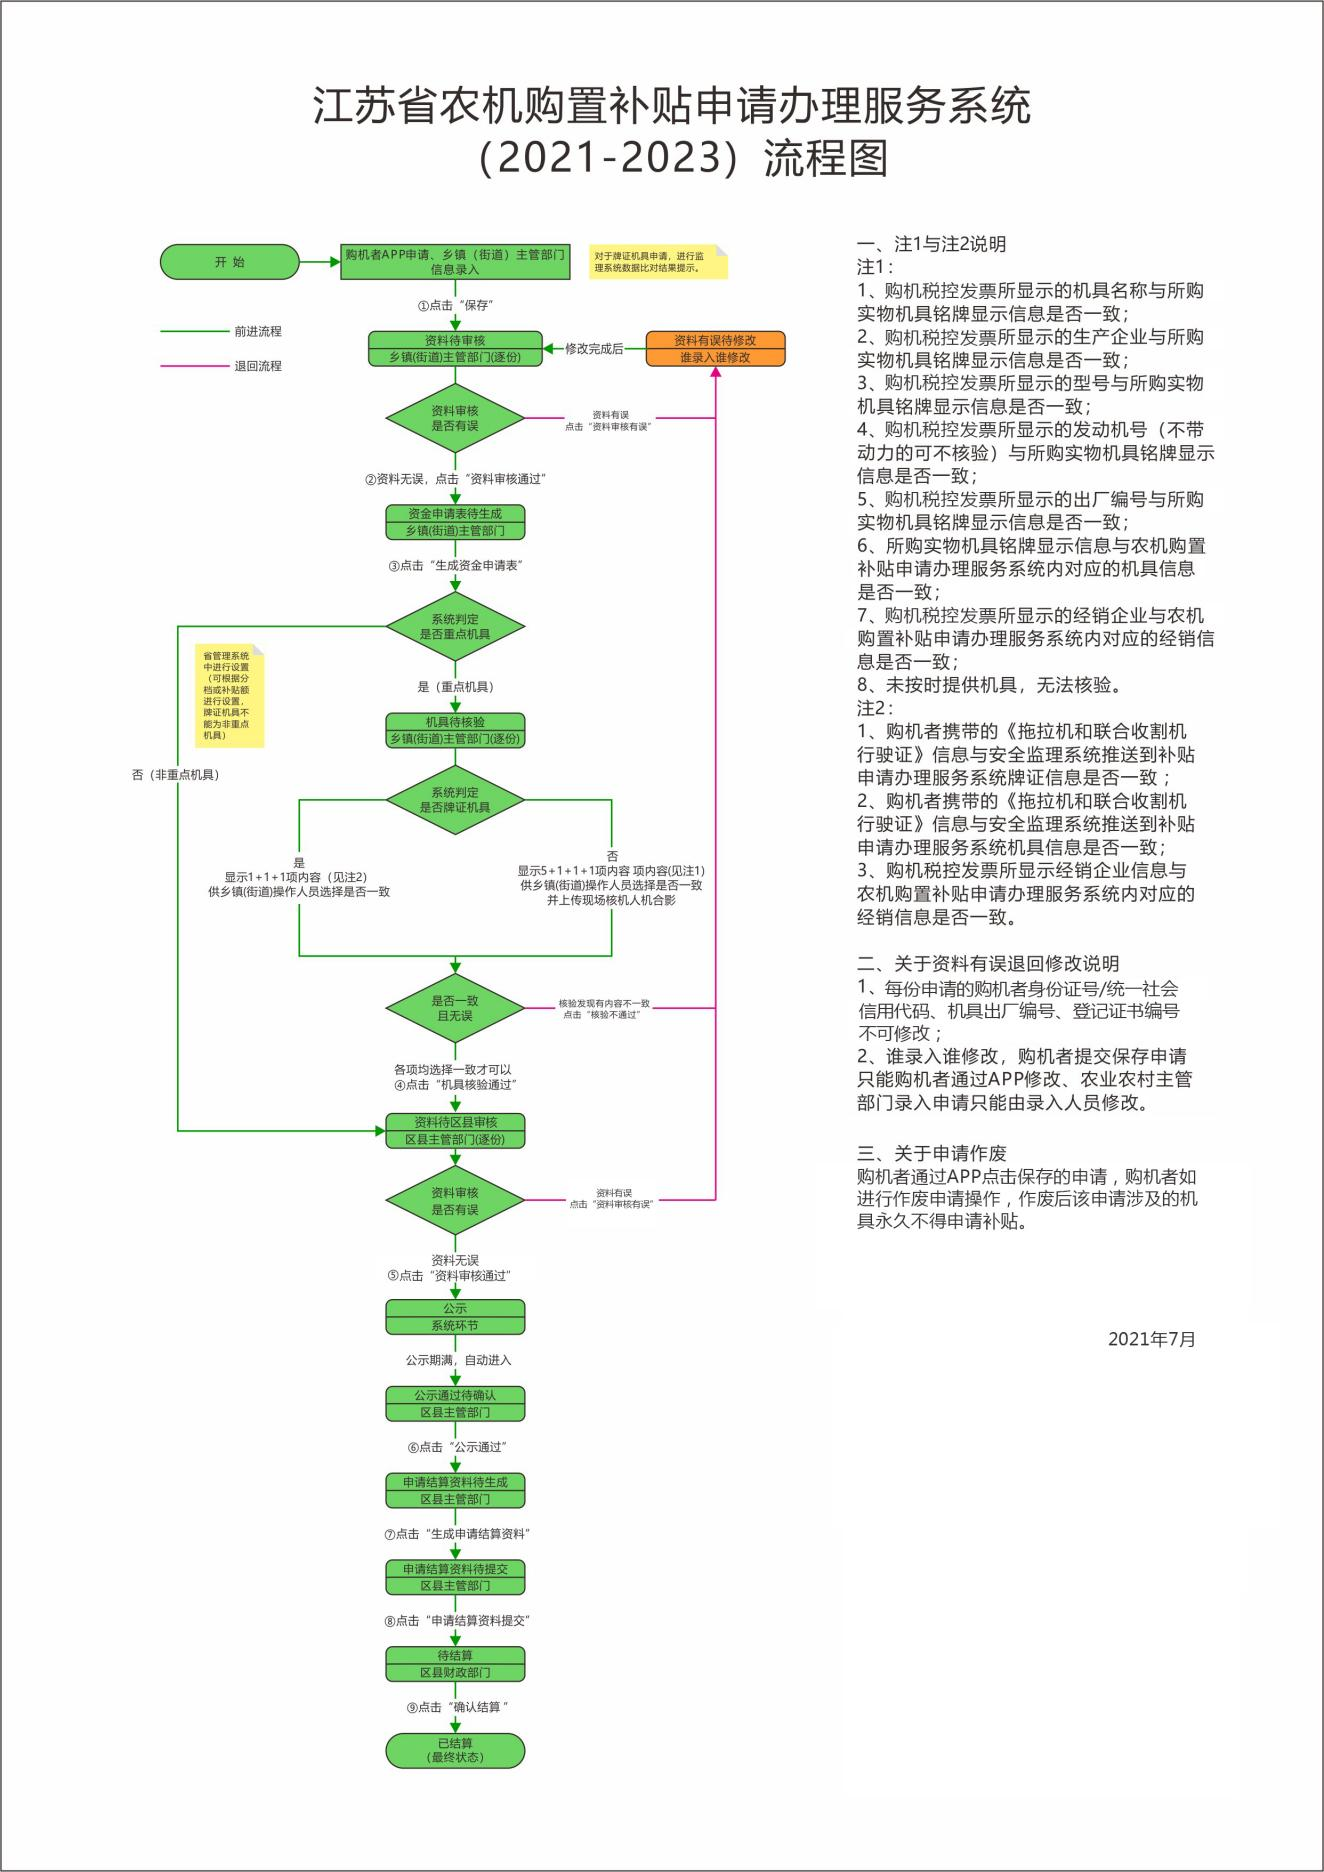 江苏省农机购置补贴申请办理服务系统
（2021-2023）流程图
开 始
购机者APP申请、乡镇（街道）主管部门
信息录入
对于牌证机具申请，进行监
理系统数据比对结果提示。
①点击“保存”
前进流程
退回流程
资料待审核
乡镇(街道)主管部门(逐份)
修改完成后
资料有误待修改
谁录入谁修改
资料审核
是否有误
资料有误
点击“资料审核有误”
②资料无误，点击“资料审核通过”
资金申请表待生成
乡镇(街道)主管部门
③点击“生成资金申请表”
系统判定
是否重点机具
省管理系统
中进行设置
（可根据分
档或补贴额
进行设置，
牌证机具不
能为非重点
机具）
是（重点机具）
机具待核验
乡镇(街道)主管部门(逐份)
否（非重点机具）
系统判定
是否牌证机具
是
显示1+1+1项内容（见注2）
供乡镇(街道)操作人员选择是否一致
否
显示5+1+1+1项内容 项内容(见注1)
供乡镇(街道)操作人员选择是否一致
并上传现场核机人机合影
是否一致
且无误
核验发现有内容不一致
点击“核验不通过”
各项均选择一致才可以
④点击“机具核验通过”
资料待区县审核
区县主管部门(逐份)
资料审核
是否有误
资料有误
点击“资料审核有误”
资料无误
⑤点击“资料审核通过”
公示
系统环节
公示期满，自动进入
公示通过待确认
区县主管部门
⑥点击“公示通过”
申请结算资料待生成
区县主管部门
⑦点击“生成申请结算资料”
申请结算资料待提交
区县主管部门
⑧点击“申请结算资料提交”
待结算
区县财政部门
⑨点击“确认结算 ”
已结算
（最终状态）
一、注1与注2说明
注1：
1、购机税控发票所显示的机具名称与所购
实物机具铭牌显示信息是否一致；
2、购机税控发票所显示的生产企业与所购
实物机具铭牌显示信息是否一致；
3、购机税控发票所显示的型号与所购实物
机具铭牌显示信息是否一致；
4、购机税控发票所显示的发动机号（不带
动力的可不核验）与所购实物机具铭牌显示
信息是否一致；
5、购机税控发票所显示的出厂编号与所购
实物机具铭牌显示信息是否一致；
6、所购实物机具铭牌显示信息与农机购置
补贴申请办理服务系统内对应的机具信息
是否一致；
7、购机税控发票所显示的经销企业与农机
购置补贴申请办理服务系统内对应的经销信
息是否一致；
8、未按时提供机具，无法核验。
注2：
1、购机者携带的《拖拉机和联合收割机
行驶证》信息与安全监理系统推送到补贴
申请办理服务系统牌证信息是否一致；
2、购机者携带的《拖拉机和联合收割机
行驶证》信息与安全监理系统推送到补贴
申请办理服务系统机具信息是否一致；
3、购机税控发票所显示经销企业信息与
农机购置补贴申请办理服务系统内对应的
经销信息是否一致。
二、关于资料有误退回修改说明
1、每份申请的购机者身份证号/统一社会
信用代码、机具出厂编号、登记证书编号
不可修改；
2、谁录入谁修改，购机者提交保存申请
只能购机者通过APP修改、农业农村主管
部门录入申请只能由录入人员修改。
三、关于申请作废
购机者通过APP点击保存的申请，购机者如
进行作废申请操作，作废后该申请涉及的机
具永久不得申请补贴。
2021年7月